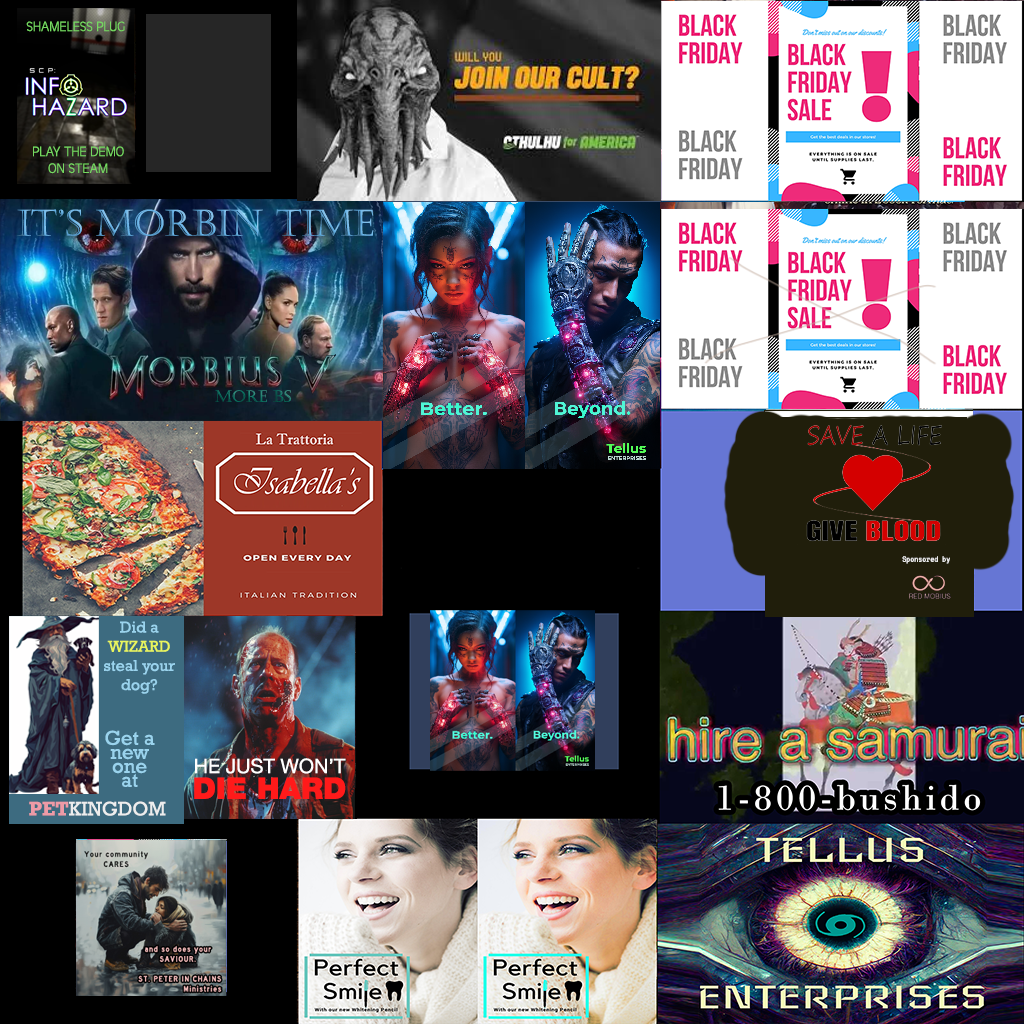 SHAMELESS PLUG
SCP:
INFO
HAZARD
PLAY THE DEMO
ON STEAM
WILL YOU
JOIN OUR CULT?
CTHULHU for AMERICA
BLACK
FRIDAY
BLACK
FRIDAY
Don't miss out on our discounts!
BLACK
FRIDAY
SALE
Get the best deals in our stores!
EVERYTHING IS ON SALE
UNTIL SUPPLIES LAST.
BLACK
FRIDAY
BLACK
FRIDAY
IT'S MORBIN TIME
MORBIUS V
MORE BS
Better.
Beyond.
Tellus
ENTERPRISES
BLACK
FRIDAY
BLACK
FRIDAY
Don't miss out on our discounts!
BLACK
FRIDAY
SALE
Get the best deals in our stores!
EVERYTHING IS ON SALE
UNTIL SUPPLIES LAST.
BLACK
FRIDAY
BLACK
FRIDAY
La Trattoria
Isabella's
OPEN EVERY DAY
ITALIAN TRADITION
SAVE A LIFE
GIVE BLOOD
Sponsored by
RED MOBIUS
Did a
WIZARD
steal your
dog?
Get a
new
one
at
PETKINGDOM
HE JUST WON'T
DIE HARD
Better.
Beyond.
Tellus
ENTERPRISES
hire a samurai
1-800-bushido
Your community
CARES
and so does your
SAVIOUR.
ST. PETER IN CHAINS
Ministries
Perfect
Smile
With our new Whitening Pencil
Perfect
Smile
With our new Whitening Pencil
TELLUS
ENTERPRISES